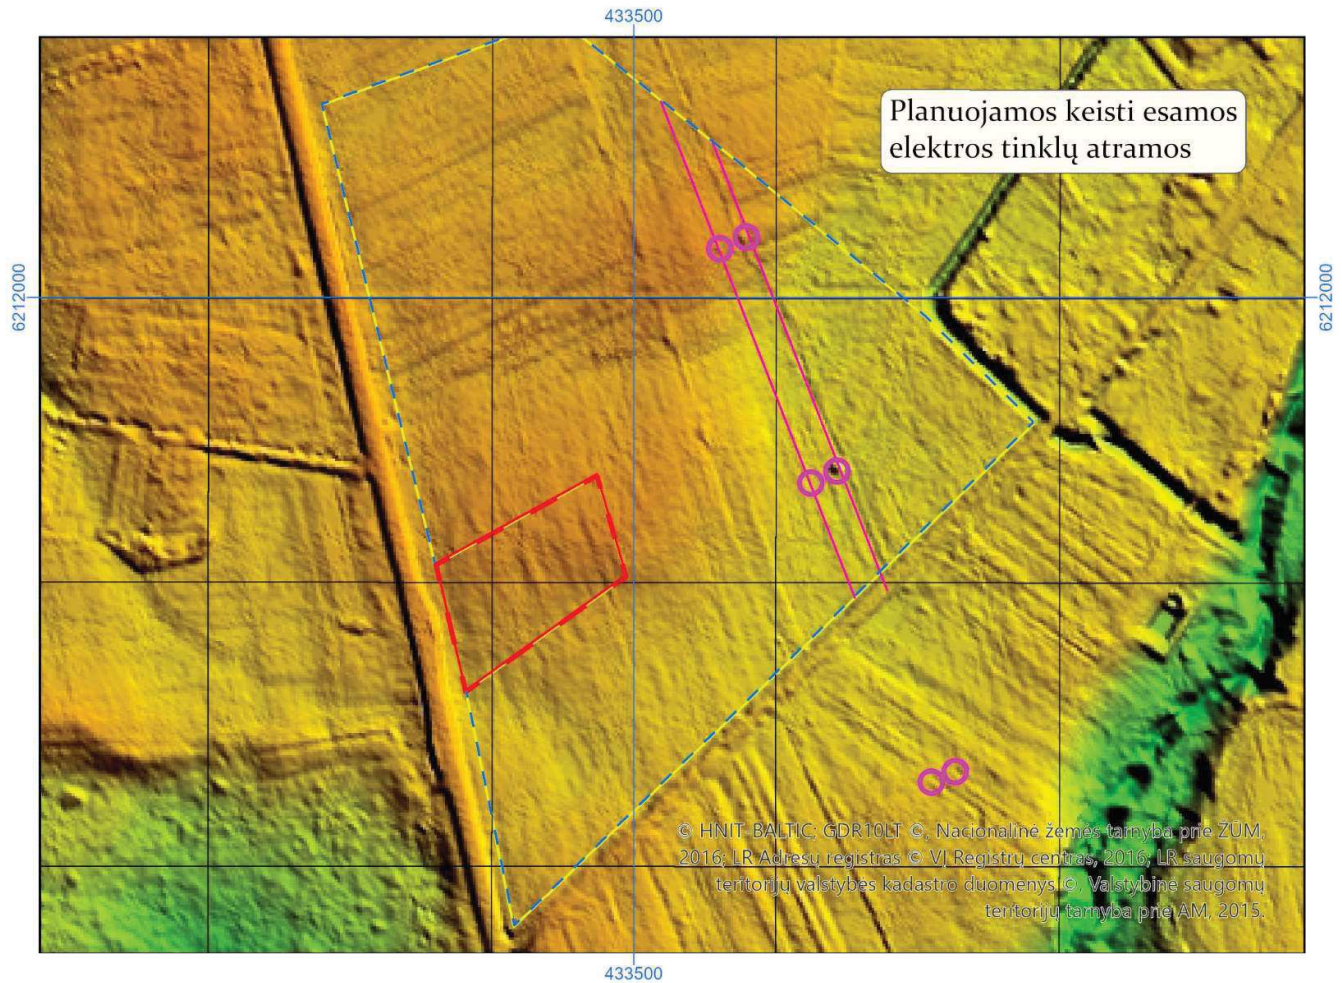 433500
Planuojamos keisti esamos
elektros tinklų atramos
6212000
6212000
© HNIT-BALTIC; GDR10LT ©, Nacionalinė žemės tarnyba prie ŽŪM,
2016; LR Adresų registras © VĮ Registrų centras, 2016; LR saugomų
teritorijų valstybės kadastro duomenys ©, Valstybinė saugomų
teritorijų tarnyba prie AM, 2015.
433500